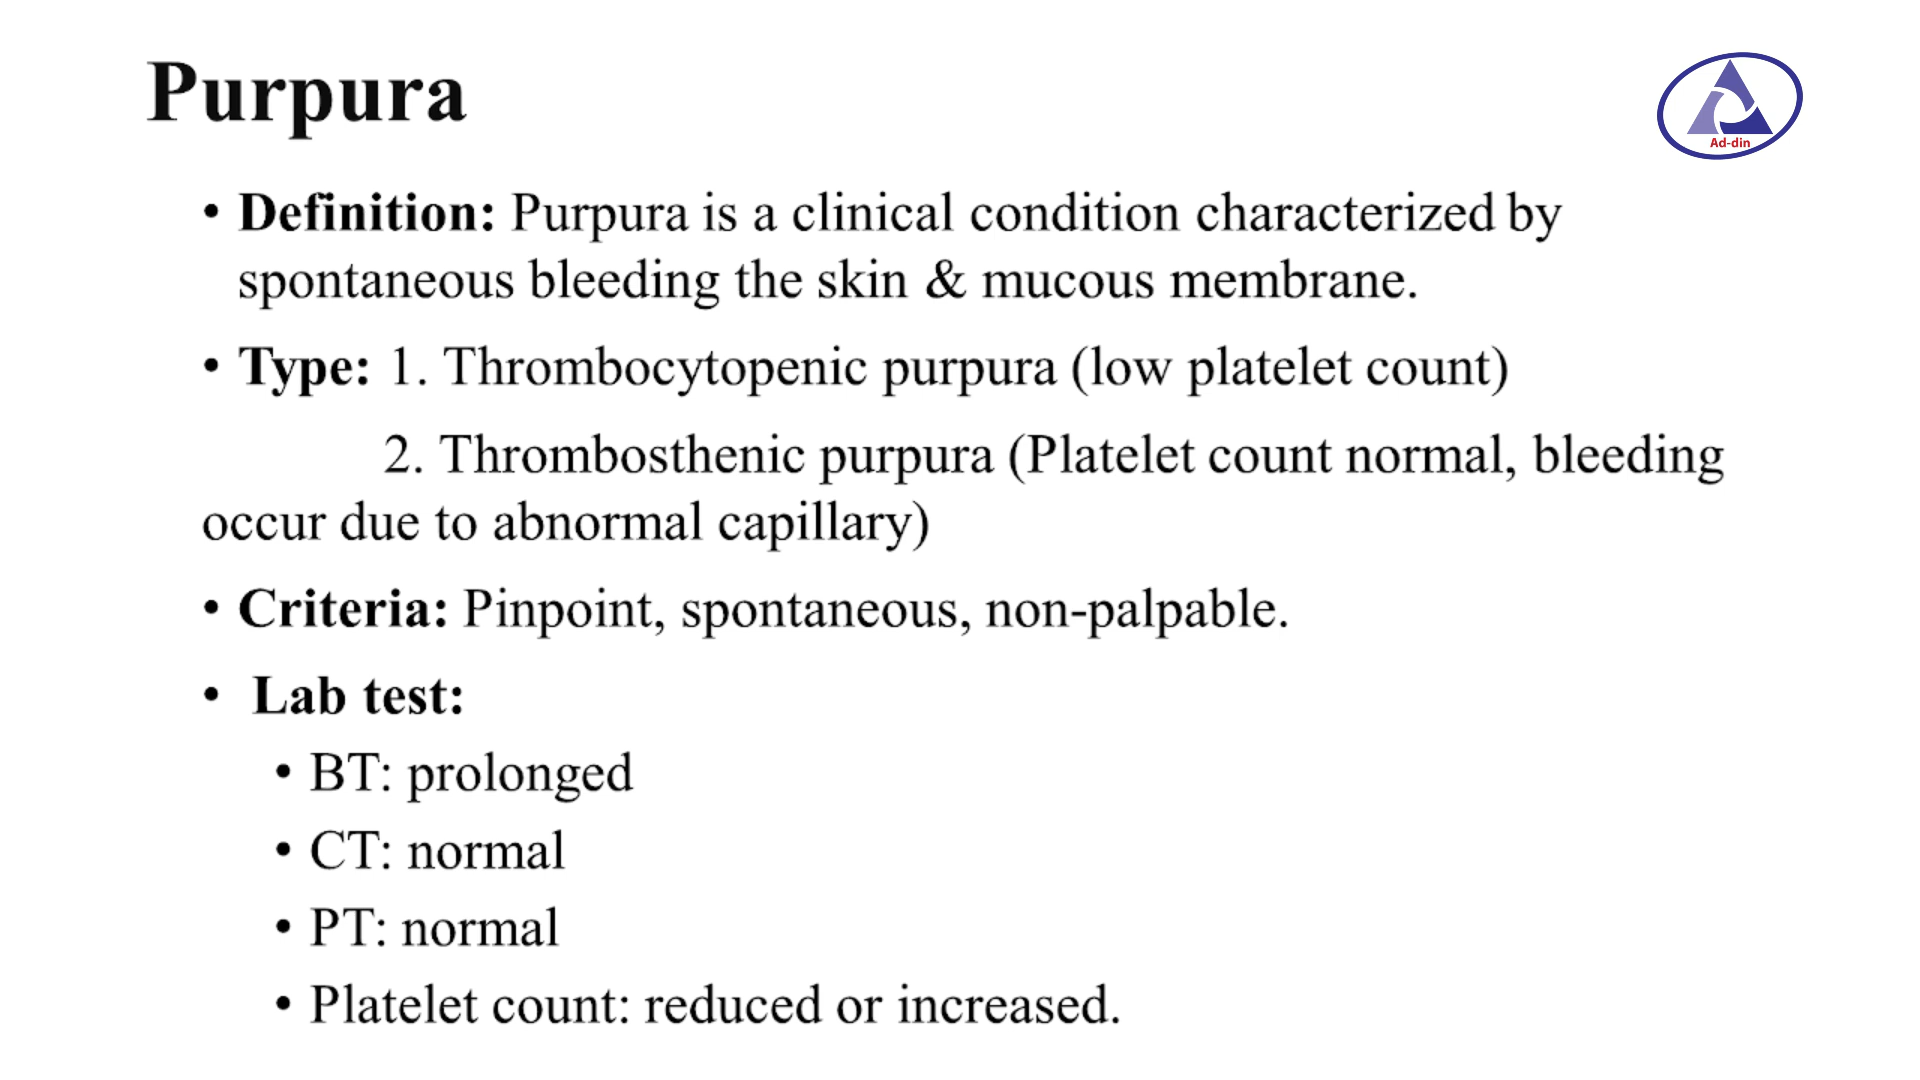 Purpura
Ad-din
• Definition: Purpura is a clinical condition characterized by
spontaneous bleeding the skin & mucous membrane.
• Type: 1. Thrombocytopenic purpura (low platelet count)
2. Thrombosthenic purpura (Platelet count normal, bleeding
occur due to abnormal capillary)
• Criteria: Pinpoint, spontaneous, non-palpable.
• Lab test:
• BT: prolonged
• CT: normal
• PT: normal
• Platelet count: reduced or increased.